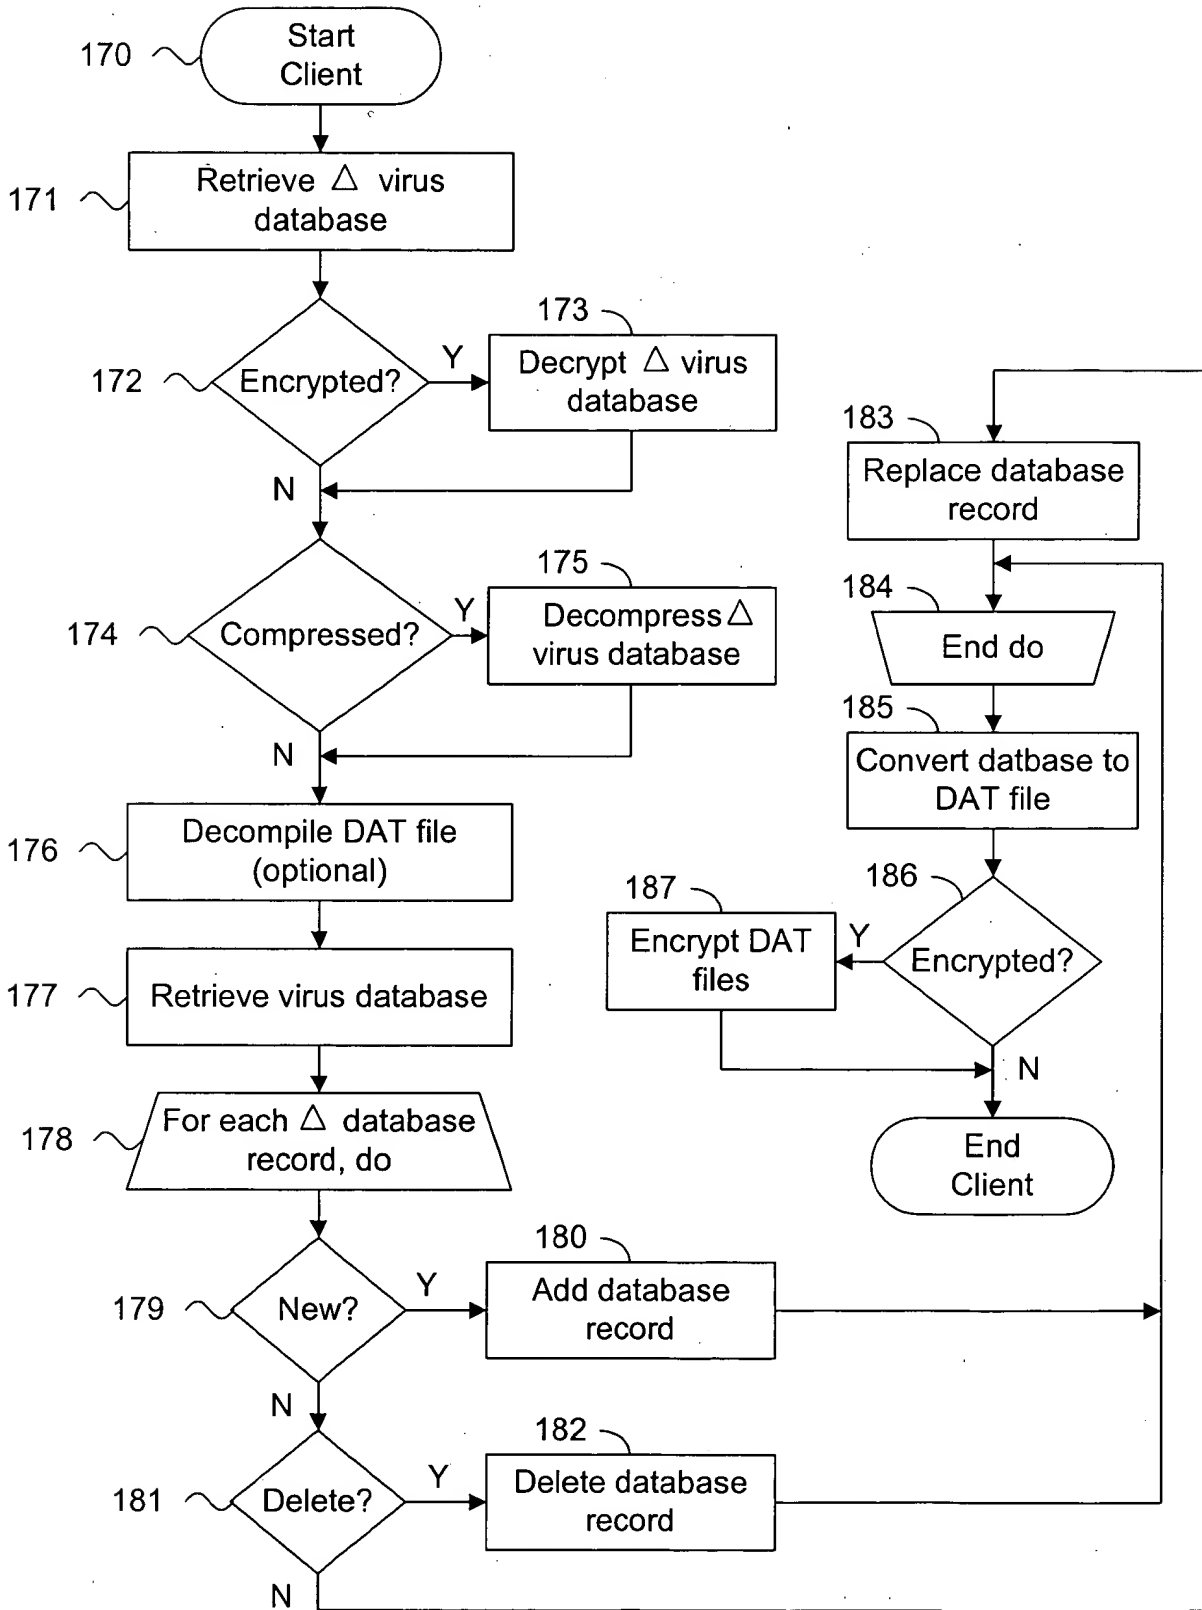 170
Start
Client
171
Retrieve △ virus
database
172
Encrypted?
Y
N
173
Decrypt △ virus
database
174
Compressed?
Y
N
175
Decompress △
virus database
176
Decompile DAT file
(optional)
177
Retrieve virus database
178
For each △ database
record, do
179
New?
Y
N
180
Add database
record
181
Delete?
Y
N
182
Delete database
record
183
Replace database
record
184
End do
185
Convert datbase to
DAT file
186
Encrypted?
Y
N
187
Encrypt DAT
files
End
Client